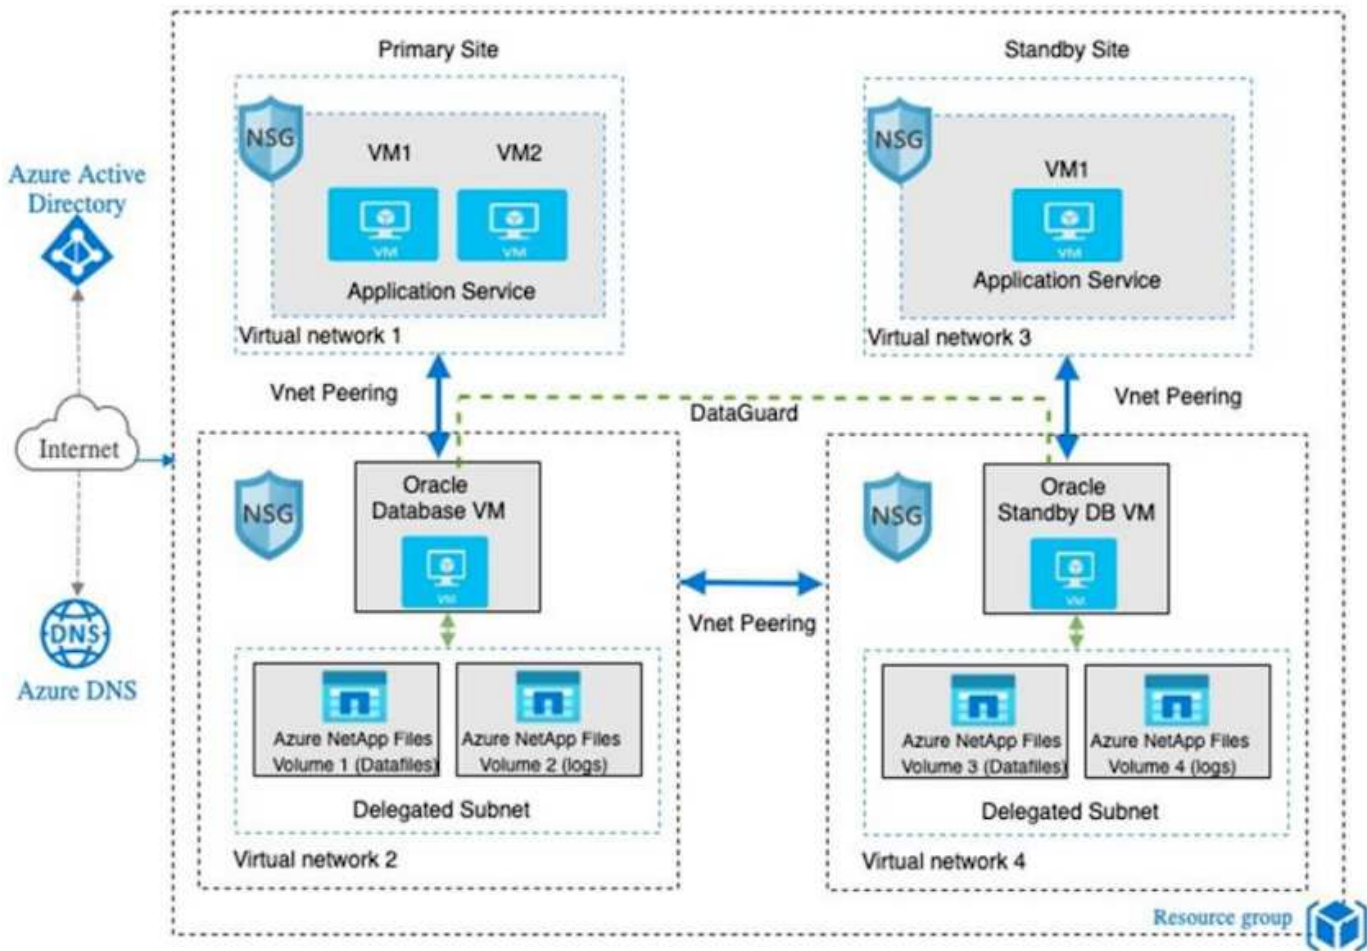 Primary Site
Standby Site
NSG
VM1
VM2
VM
VM
Application Service
Virtual network 1
NSG
VM1
VM
Application Service
Virtual network 3
Azure Active
Directory
Internet
DNS
Azure DNS
Vnet Peering
DataGuard
Vnet Peering
NSG
Oracle
Database VM
VM
Vnet Peering
NSG
Oracle
Standby DB VM
VM
Azure NetApp Files
Volume 1 (Datafiles)
Azure NetApp Files
Volume 2 (logs)
Delegated Subnet
Virtual network 2
Azure NetApp Files
Volume 3 (Datafiles)
Azure NetApp Files
Volume 4 (logs)
Delegated Subnet
Virtual network 4
Resource group